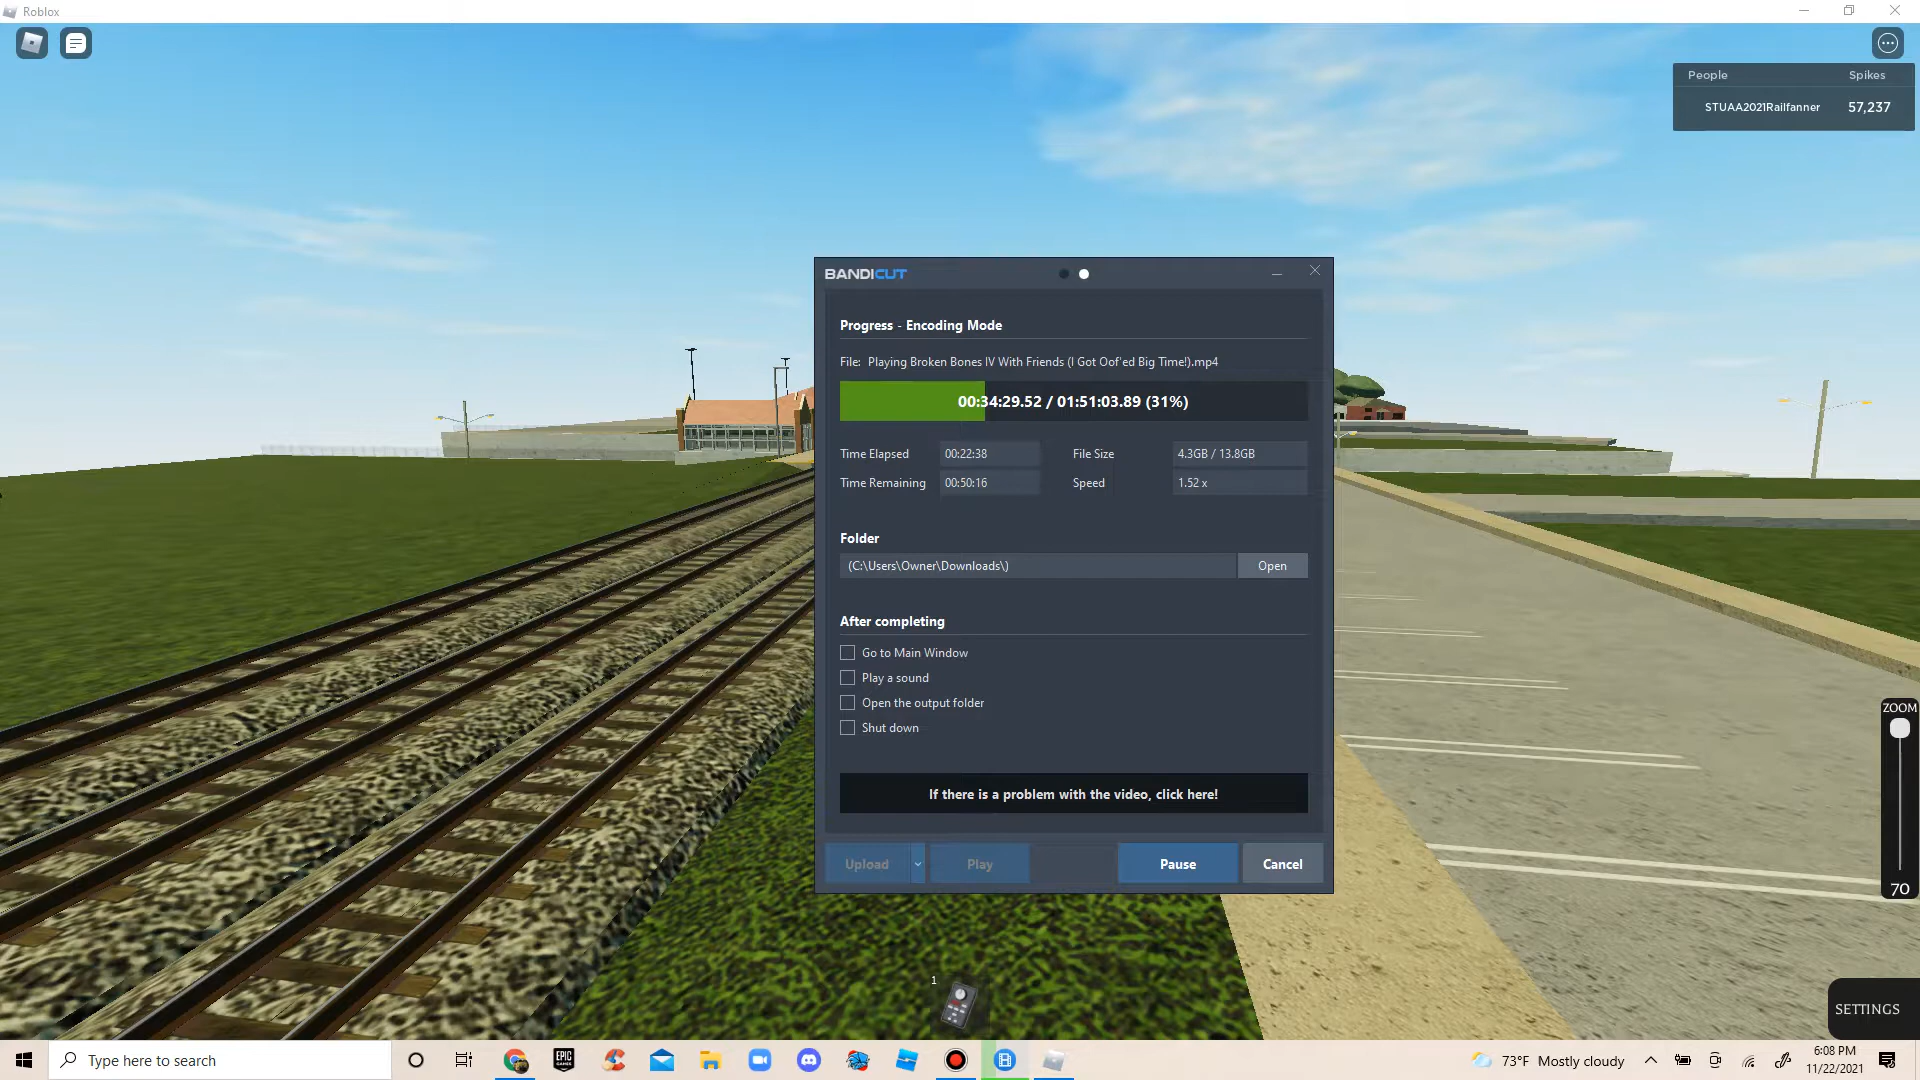 Roblox
People Spikes
STUAA2021Railfanner 57,237
BANDICUT
Progress - Encoding Mode
File: Playing Broken Bones IV With Friends (I Got Oof'ed Big Time!).mp4
00:34:29.52 / 01:51:03.89 (31%)
Time Elapsed 00:22:38 File Size 4.3GB / 13.8GB
Time Remaining 00:50:16 Speed 1.52 x
Folder
(C:\Users\Owner\Downloads\) Open
After completing
Go to Main Window
Play a sound
Open the output folder
Shut down
If there is a problem with the video, click here!
Upload Play Pause Cancel
ZOOM
70
1
SETTINGS
Type here to search
EPIC GAMES
73°F Mostly cloudy
6:08 PM
11/22/2021